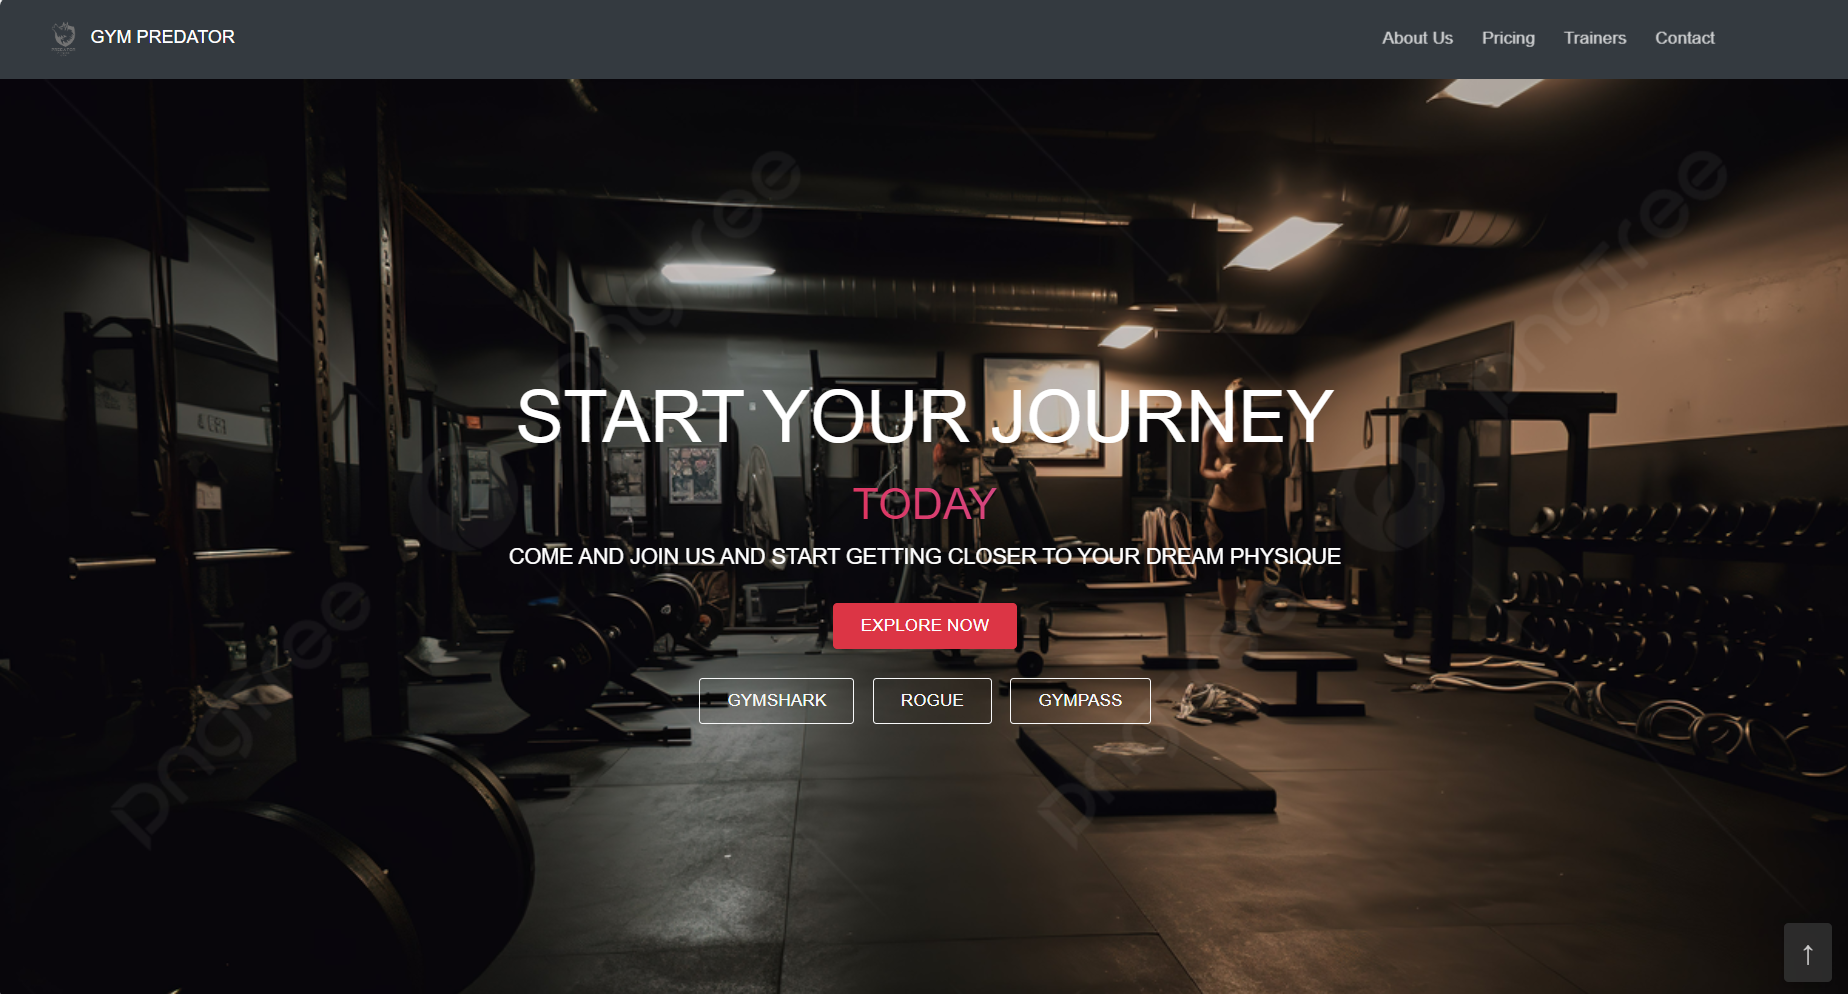 GYM PREDATOR
About Us Pricing Trainers Contact
START YOUR JOURNEY
TODAY
COME AND JOIN US AND START GETTING CLOSER TO YOUR DREAM PHYSIQUE
EXPLORE NOW
GYMSHARK ROGUE GYMPASS
↑
pngtree
pngtree
pngtree
pngtree